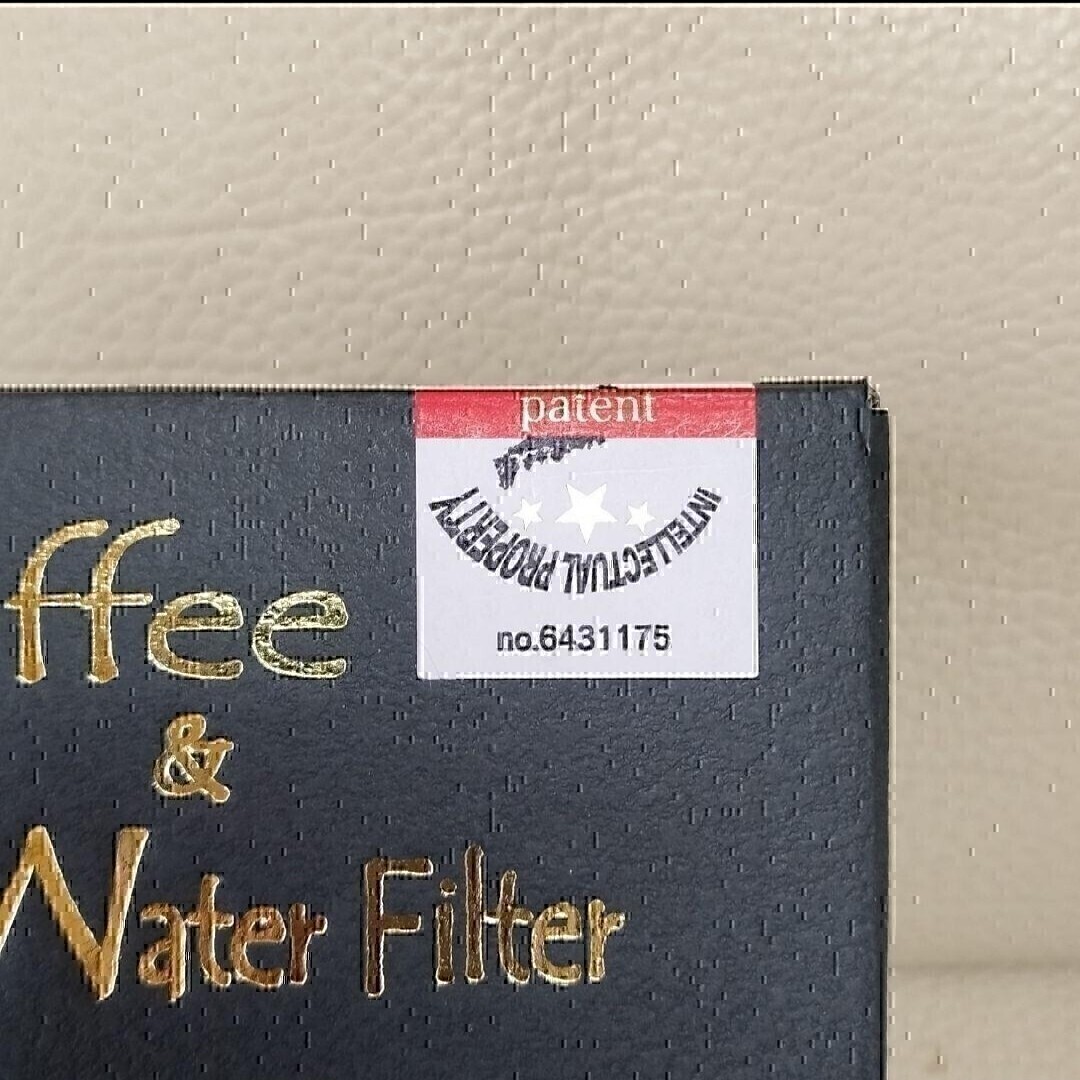 patent
INTELLECTUAL PROPERTY
no.6431175
ffee
&
Water Filter